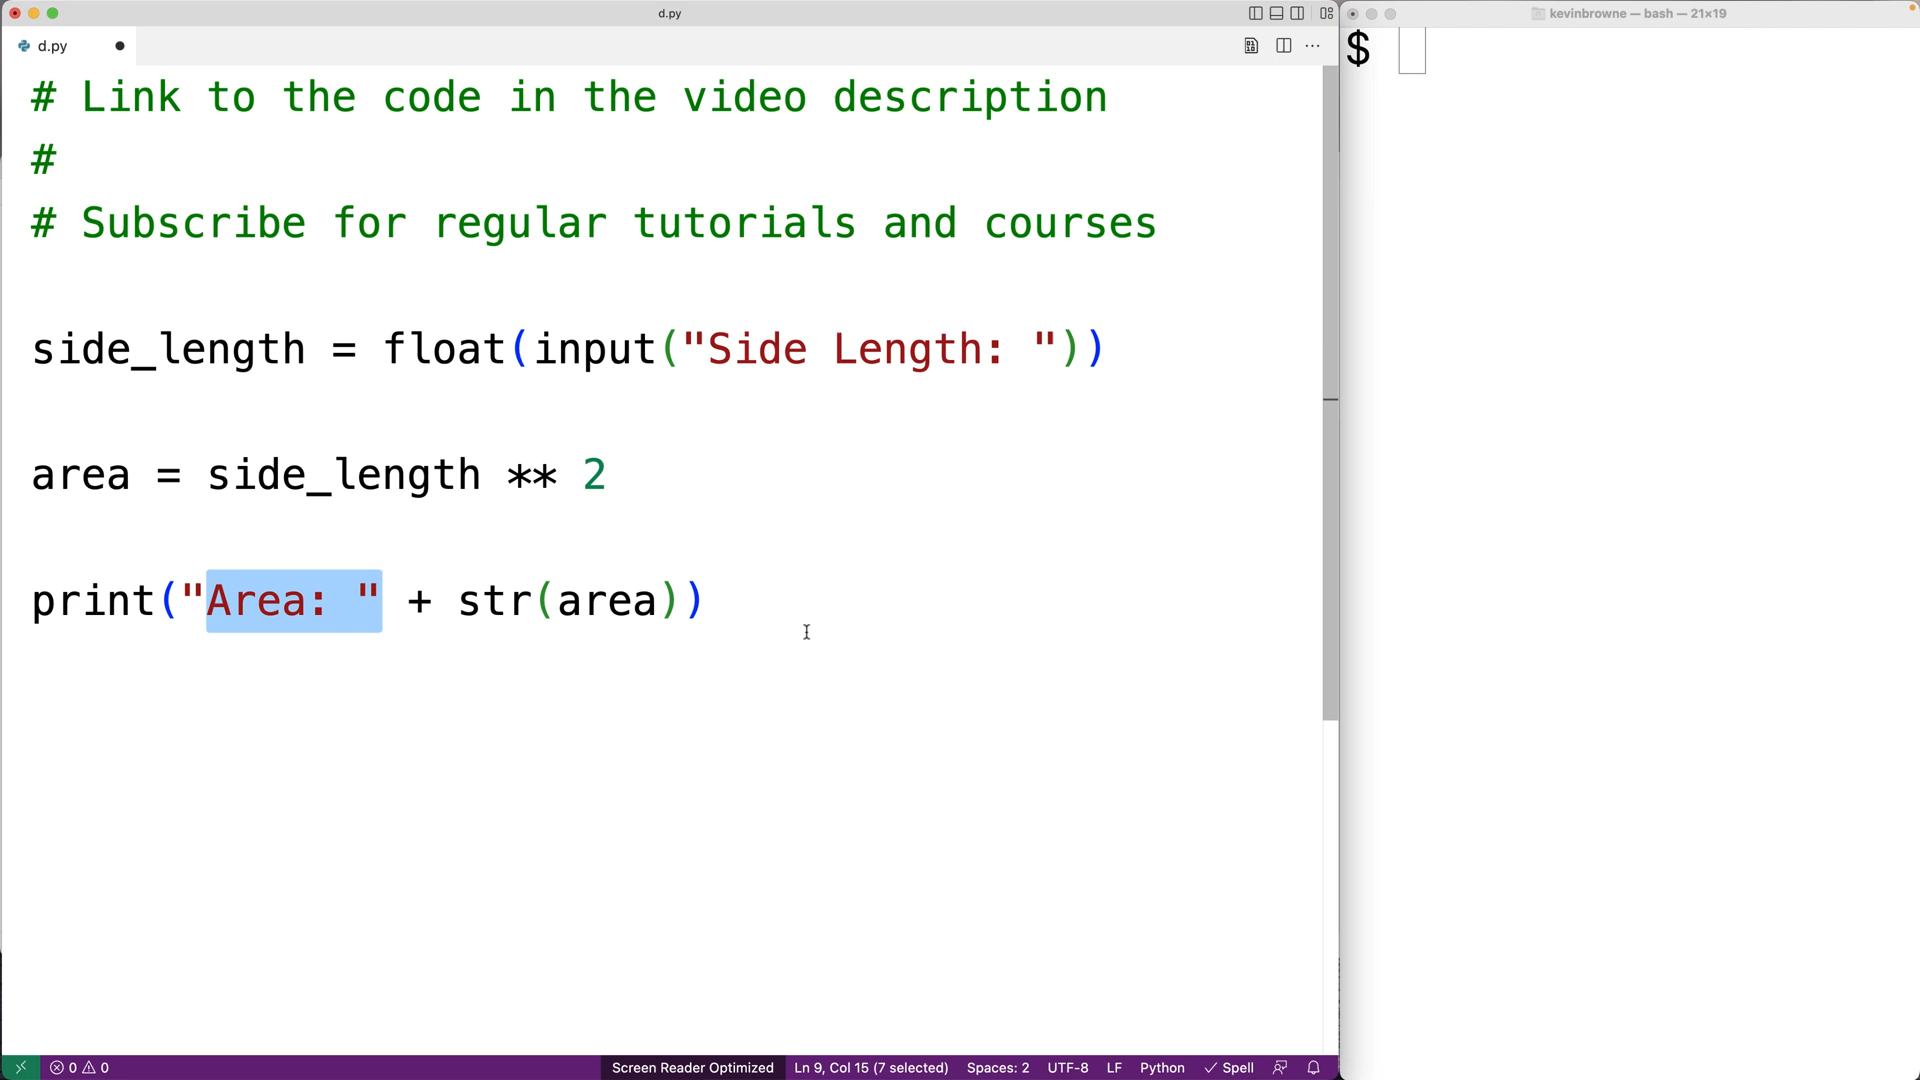 d.py
d.py
# Link to the code in the video description
#
# Subscribe for regular tutorials and courses
side_length = float(input("Side Length: "))
area = side_length ** 2
print("Area: " + str(area))
0 0
Screen Reader Optimized
Ln 9, Col 15 (7 selected)
Spaces: 2
UTF-8
LF
Python
Spell
kevinbrowne — bash — 21×19
$